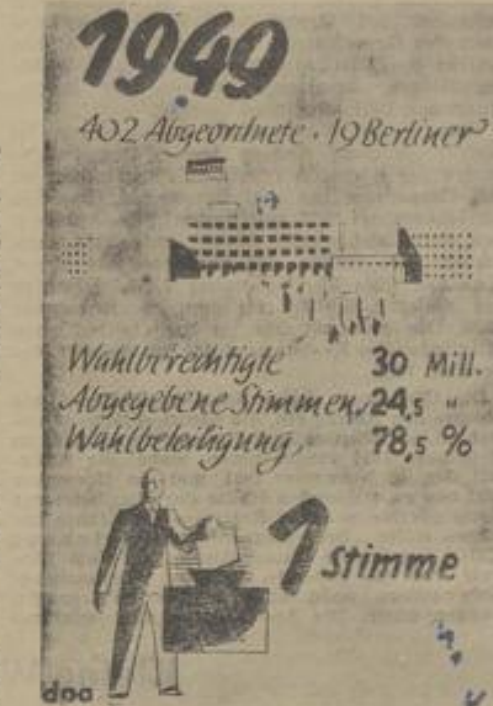 1949
402 Abgeordnete · 19 Berliner
Wahlberechtigte 30 Mill.
Abgegebene Stimmen 24,5 "
Wahlbeteiligung 78,5 %
1 Stimme
dpa